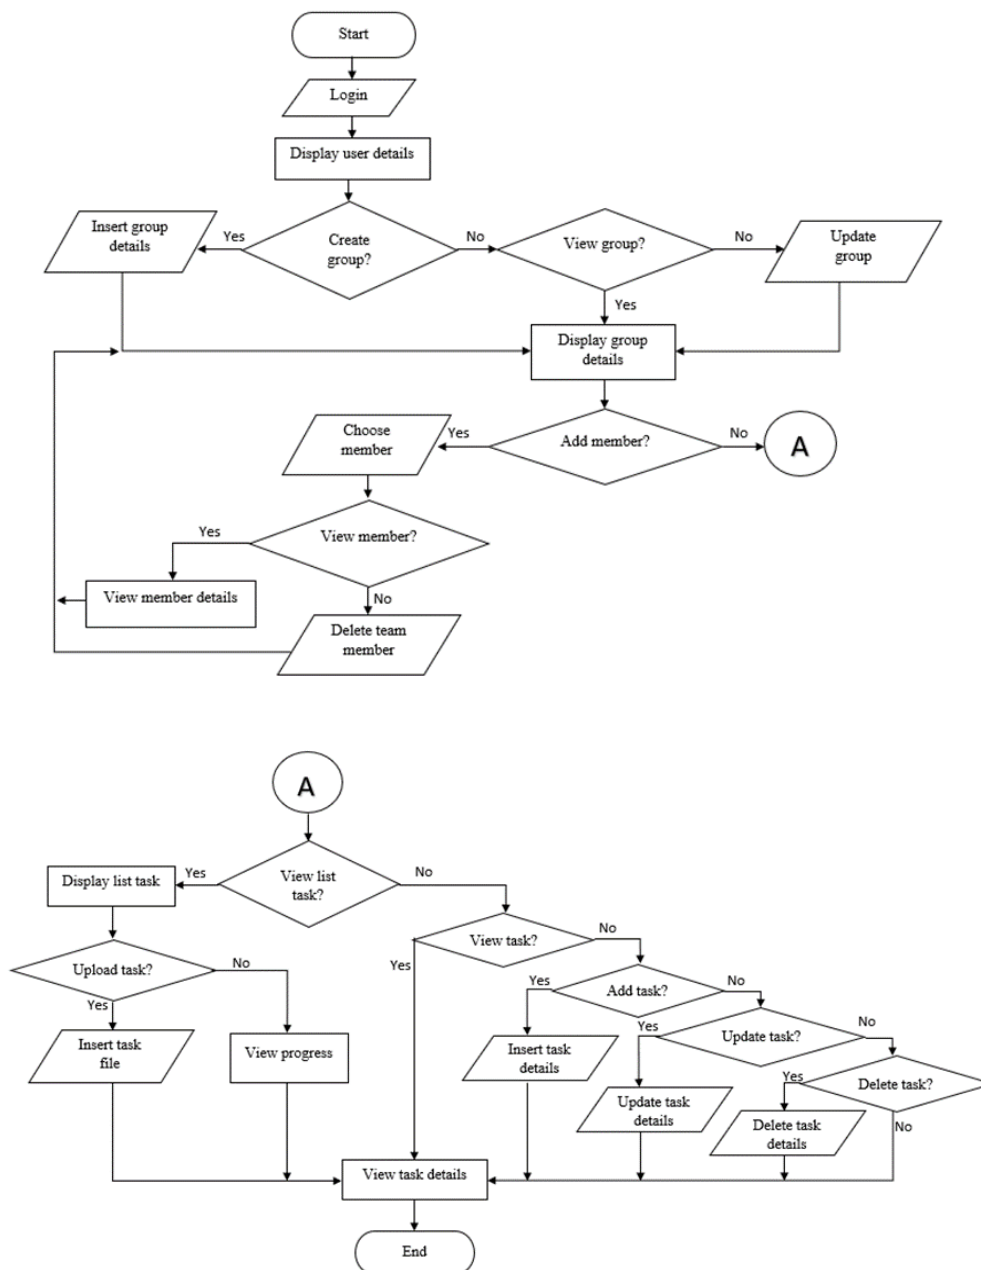 Start
Login
Display user details
Insert group
details
Yes
Create
group?
No
View group?
No
Update
group
Yes
Display group
details
Choose
member
Yes
Add member?
No
A
Yes
View member?
View member details
No
Delete team
member
A
Display list task
Yes
View list
task?
No
View task?
No
Upload task?
No
Yes
Yes
Add task?
No
Yes
Insert task
file
View progress
Insert task
details
Yes
Update task?
No
Update task
details
Yes
Delete task?
No
Delete task
details
View task details
End